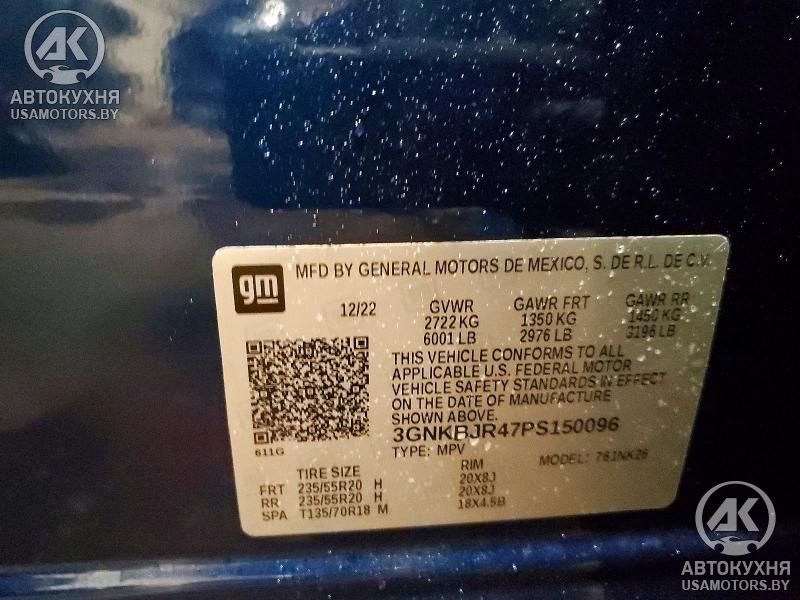 AK
АВТОКУХНЯ
USAMOTORS.BY
gm
MFD BY GENERAL MOTORS DE MEXICO, S. DE R.L. DE C.V.
12/22 GVWR GAWR FRT GAWR RR
2722 KG 1350 KG 1450 KG
6001 LB 2976 LB 3196 LB
THIS VEHICLE CONFORMS TO ALL
APPLICABLE U.S. FEDERAL MOTOR
VEHICLE SAFETY STANDARDS IN EFFECT
ON THE DATE OF MANUFACTURE
SHOWN ABOVE.
3GNKBJR47PS150096
611G
TYPE: MPV MODEL: 761NK26
TIRE SIZE RIM
FRT 235/55R20 H 20X8J
RR 235/55R20 H 20X8J
SPA T135/70R18 M 18X4.5B
AK
АВТОКУХНЯ
USAMOTORS.BY